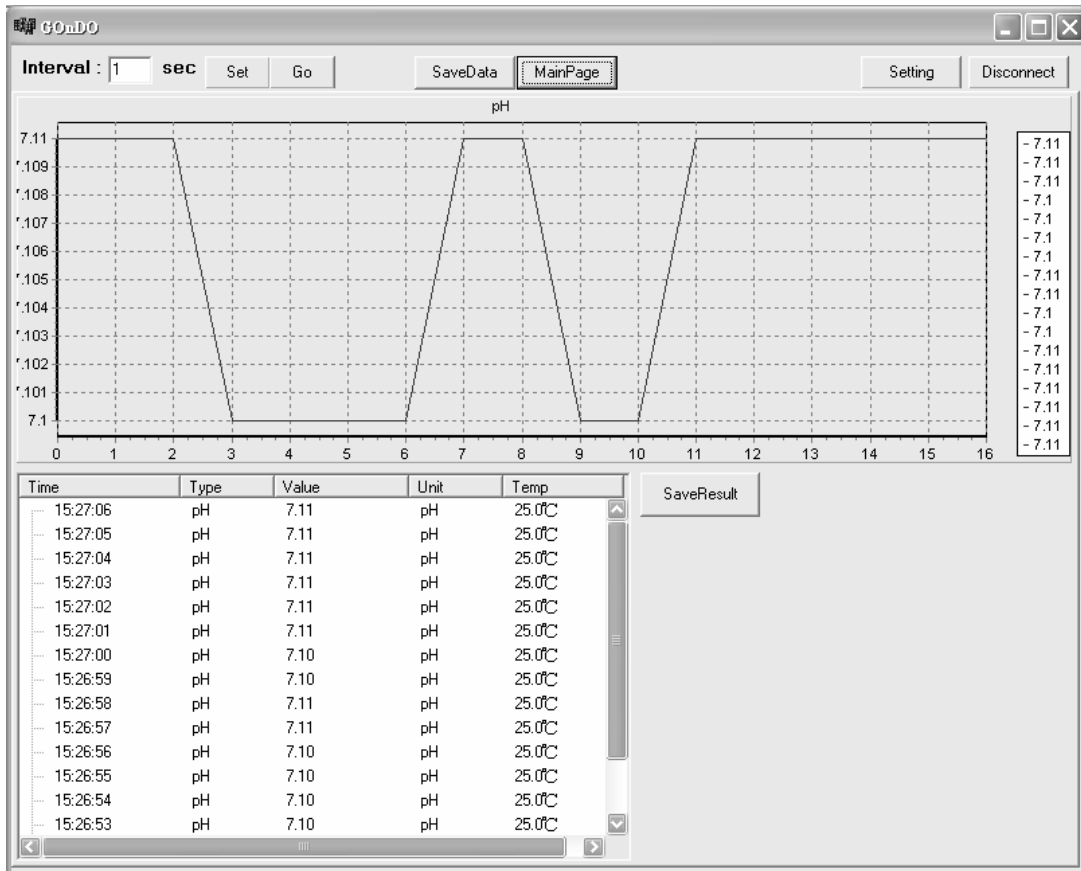 GOnDO
Interval : 1 sec Set Go SaveData MainPage Setting Disconnect
pH
7.11
7.109
7.108
7.107
7.106
7.105
7.104
7.103
7.102
7.101
7.1
0 1 2 3 4 5 6 7 8 9 10 11 12 13 14 15 16
- 7.11
- 7.11
- 7.11
- 7.1
- 7.1
- 7.1
- 7.1
- 7.11
- 7.11
- 7.1
- 7.1
- 7.11
- 7.11
- 7.11
- 7.11
- 7.11
- 7.11
Time Type Value Unit Temp
15:27:06 pH 7.11 pH 25.0℃
15:27:05 pH 7.11 pH 25.0℃
15:27:04 pH 7.11 pH 25.0℃
15:27:03 pH 7.11 pH 25.0℃
15:27:02 pH 7.11 pH 25.0℃
15:27:01 pH 7.11 pH 25.0℃
15:27:00 pH 7.10 pH 25.0℃
15:26:59 pH 7.10 pH 25.0℃
15:26:58 pH 7.11 pH 25.0℃
15:26:57 pH 7.11 pH 25.0℃
15:26:56 pH 7.10 pH 25.0℃
15:26:55 pH 7.10 pH 25.0℃
15:26:54 pH 7.10 pH 25.0℃
15:26:53 pH 7.10 pH 25.0℃
SaveResult